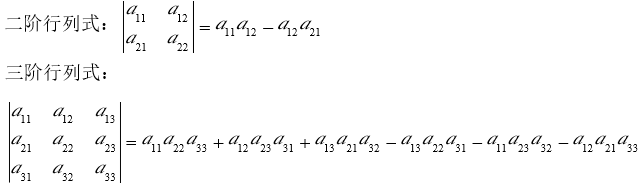 二阶行列式： |a₁₁ a₁₂
a₂₁ a₂₂| = a₁₁a₁₂ − a₁₂a₂₁
三阶行列式：
|a₁₁ a₁₂ a₁₃
a₂₁ a₂₂ a₂₃
a₃₁ a₃₂ a₃₃| = a₁₁a₂₂a₃₃ + a₁₂a₂₃a₃₁ + a₁₃a₂₁a₃₂ − a₁₃a₂₂a₃₁ − a₁₁a₂₃a₃₂ − a₁₂a₂₁a₃₃